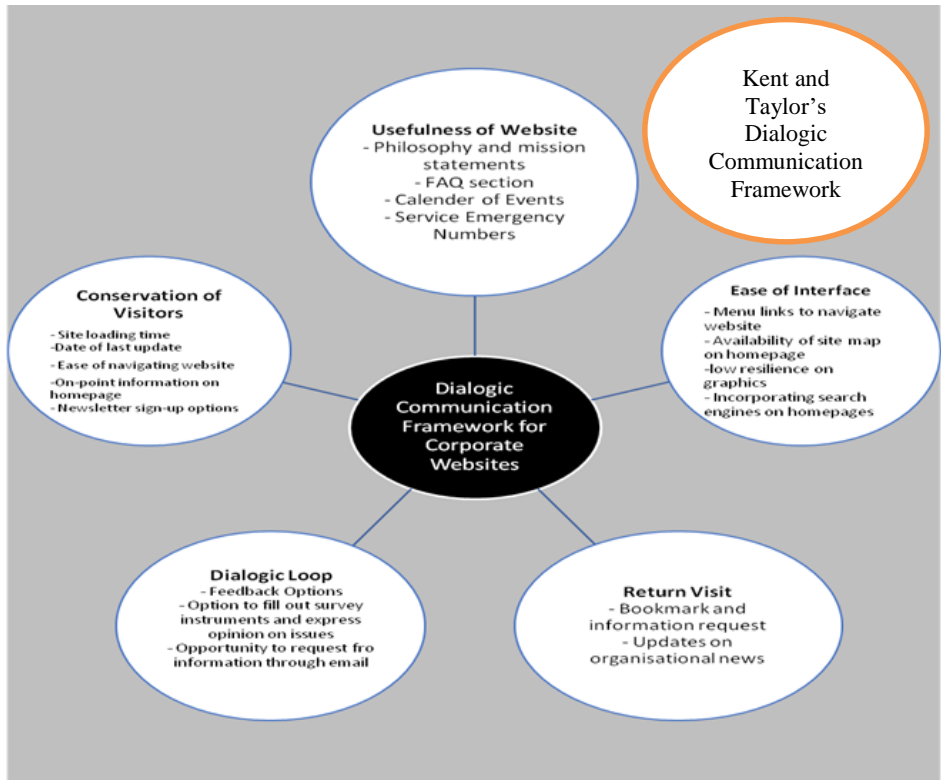 Kent and
Taylor's
Dialogic
Communication
Framework
Usefulness of Website
- Philosophy and mission
statements
- FAQ section
- Calender of Events
- Service Emergency
Numbers
Conservation of
Visitors
- Site loading time
-Date of last update
- Ease of navigating website
-On-point information on
homepage
- Newsletter sign-up options
Ease of Interface
- Menu links to navigate
website
- Availability of site map
on homepage
-low resilience on
graphics
- Incorporating search
engines on homepages
Dialogic
Communication
Framework for
Corporate
Websites
Dialogic Loop
- Feedback Options
- Option to fill out survey
instruments and express
opinion on issues
- Opportunity to request fro
information through email
Return Visit
- Bookmark and
information request
- Updates on
organisational news